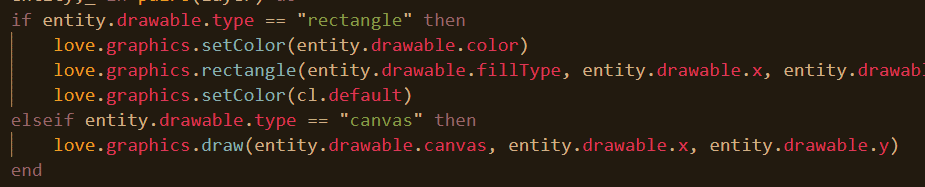 if entity.drawable.type == "rectangle" then
love.graphics.setColor(entity.drawable.color)
love.graphics.rectangle(entity.drawable.fillType, entity.drawable.x, entity.drawabl
love.graphics.setColor(cl.default)
elseif entity.drawable.type == "canvas" then
love.graphics.draw(entity.drawable.canvas, entity.drawable.x, entity.drawable.y)
end